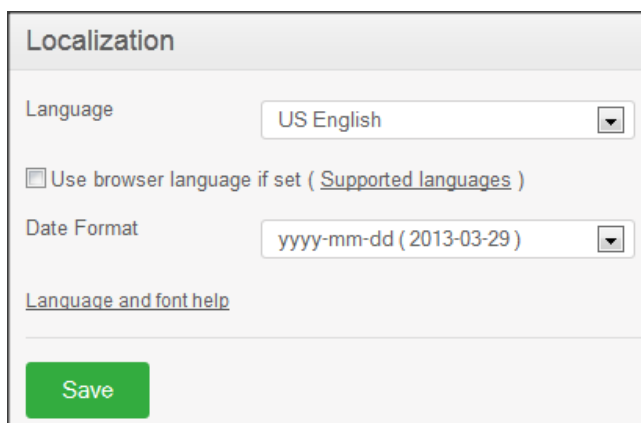 Localization
Language
US English
Use browser language if set ( Supported languages )
Date Format
yyyy-mm-dd ( 2013-03-29 )
Language and font help
Save